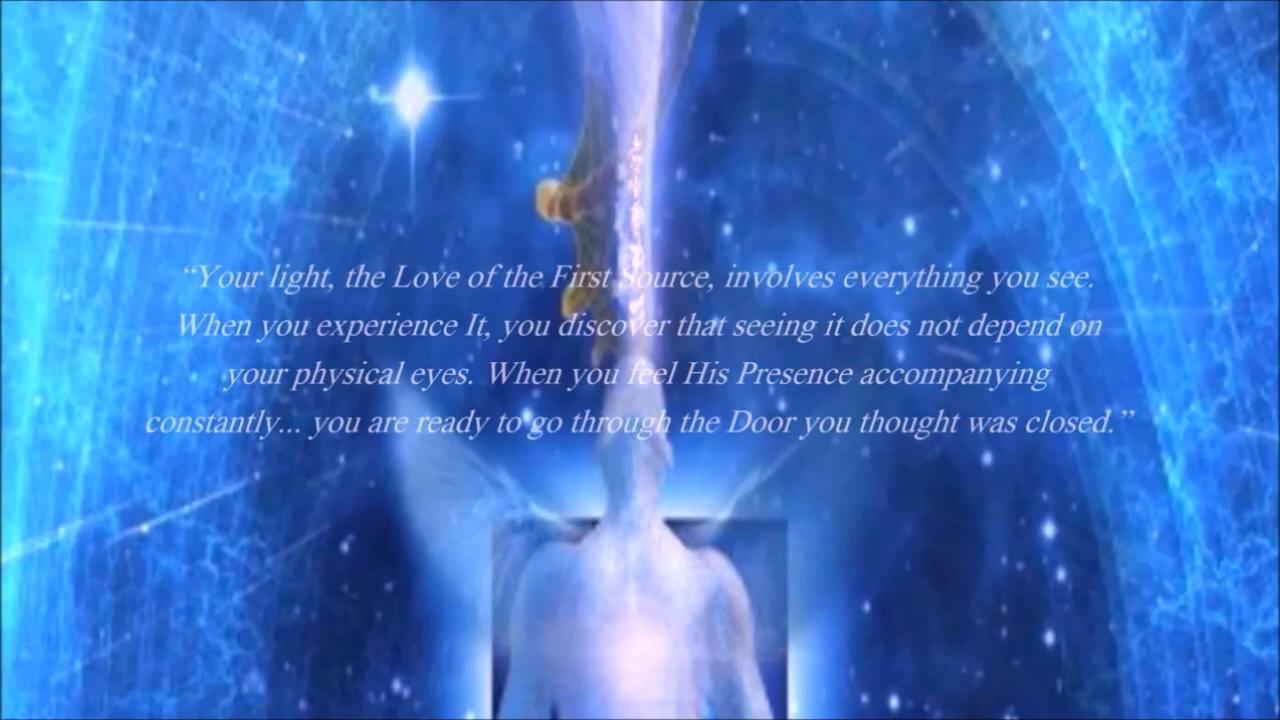 “Your light, the Love of the First Source, involves everything you see.
When you experience It, you discover that seeing it does not depend on
your physical eyes. When you feel His Presence accompanying
constantly... you are ready to go through the Door you thought was closed.”